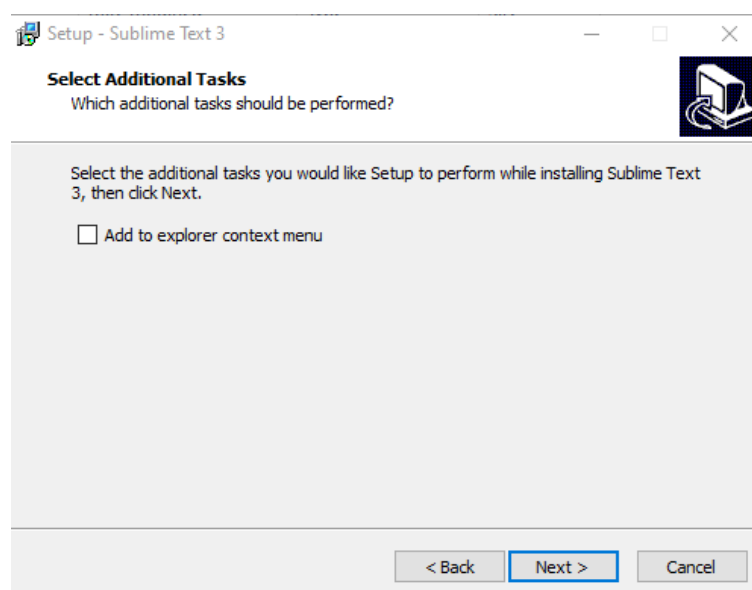 Setup - Sublime Text 3
Select Additional Tasks
Which additional tasks should be performed?
Select the additional tasks you would like Setup to perform while installing Sublime Text
3, then click Next.
Add to explorer context menu
< Back
Next >
Cancel